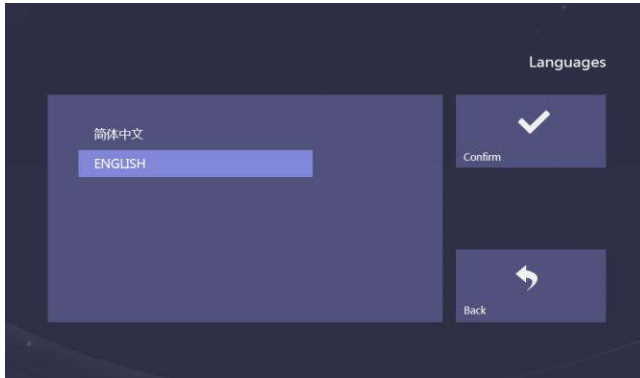 Languages
简体中文
ENGLISH
Confirm
Back